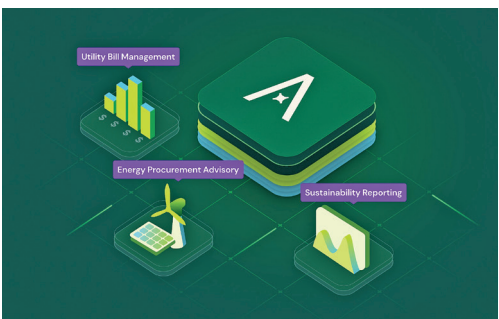 Utility Bill Management
$ $ $ $
Energy Procurement Advisory
Sustainability Reporting